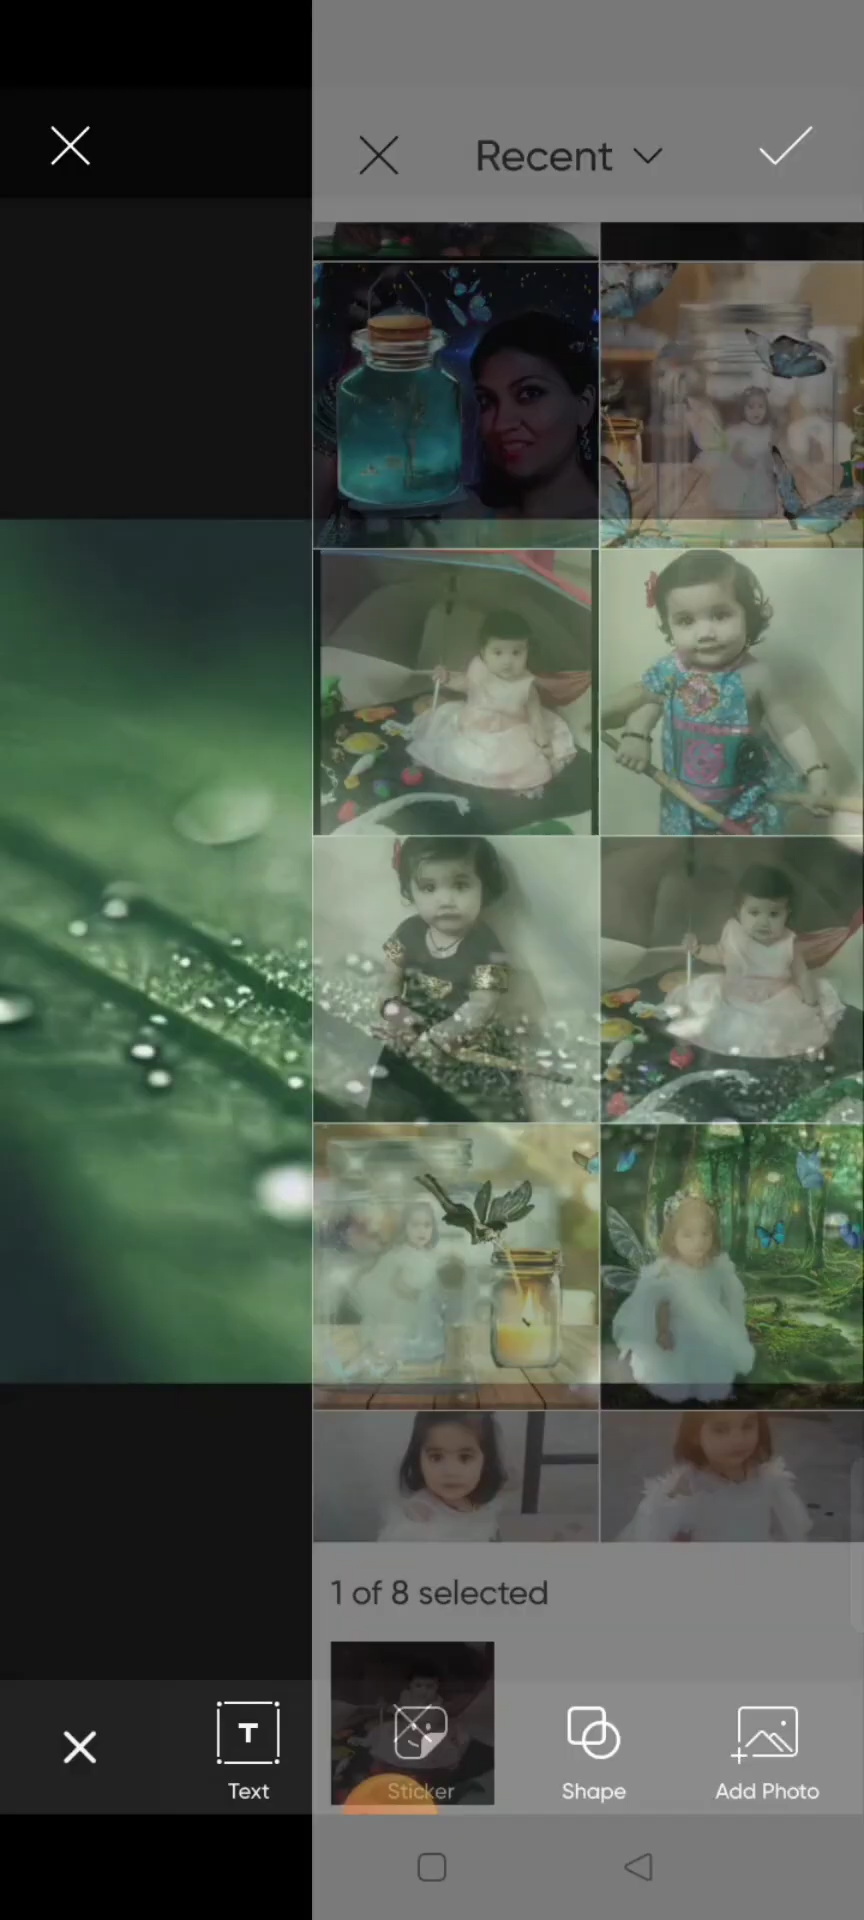 Recent
1 of 8 selected
T
Text
Sticker
Shape
Add Photo